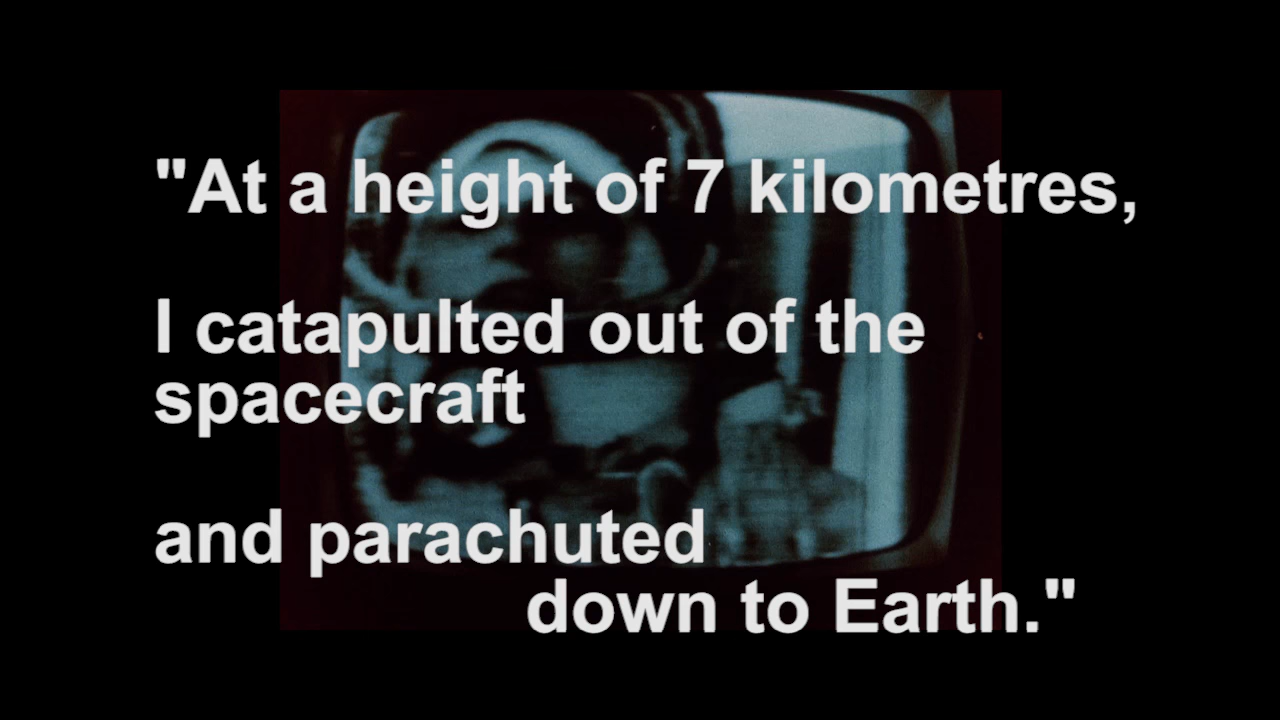 "At a height of 7 kilometres,
I catapulted out of the
spacecraft
and parachuted
down to Earth."